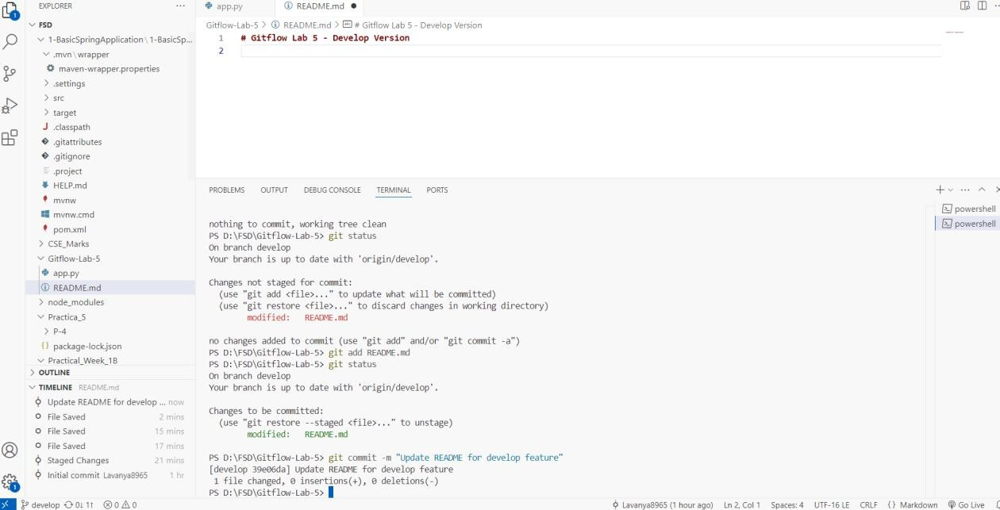 EXPLORER
...
FSD
1-BasicSpringApplication \ 1-BasicSp...
.mvn \ wrapper
maven-wrapper.properties
.settings
src
target
.classpath
.gitattributes
.gitignore
.project
HELP.md
mvnw
mvnw.cmd
pom.xml
CSE_Marks
Gitflow-Lab-5
app.py
README.md
node_modules
Practica_5
P-4
package-lock.json
Practical_Week_1B
OUTLINE
TIMELINE README.md
Update README for develop ... now
File Saved 2 mins
File Saved 15 mins
File Saved 17 mins
Staged Changes 21 mins
Initial commit Lavanya8965 1 hr
app.py
README.md
Gitflow-Lab-5 > README.md > # Gitflow Lab 5 - Develop Version
1 # Gitflow Lab 5 - Develop Version
2
PROBLEMS OUTPUT DEBUG CONSOLE TERMINAL PORTS
nothing to commit, working tree clean
PS D:\FSD\Gitflow-Lab-5> git status
On branch develop
Your branch is up to date with 'origin/develop'.
Changes not staged for commit:
(use "git add <file>..." to update what will be committed)
(use "git restore <file>..." to discard changes in working directory)
modified: README.md
no changes added to commit (use "git add" and/or "git commit -a")
PS D:\FSD\Gitflow-Lab-5> git add README.md
PS D:\FSD\Gitflow-Lab-5> git status
On branch develop
Your branch is up to date with 'origin/develop'.
Changes to be committed:
(use "git restore --staged <file>..." to unstage)
modified: README.md
PS D:\FSD\Gitflow-Lab-5> git commit -m "Update README for develop feature"
[develop 39e06da] Update README for develop feature
1 file changed, 0 insertions(+), 0 deletions(-)
PS D:\FSD\Gitflow-Lab-5>
powershell
powershell
1
1
develop 0↓ 1↑ 0 0
Lavanya8965 (1 hour ago) Ln 2, Col 1 Spaces: 4 UTF-16 LE CRLF {} Markdown Go Live